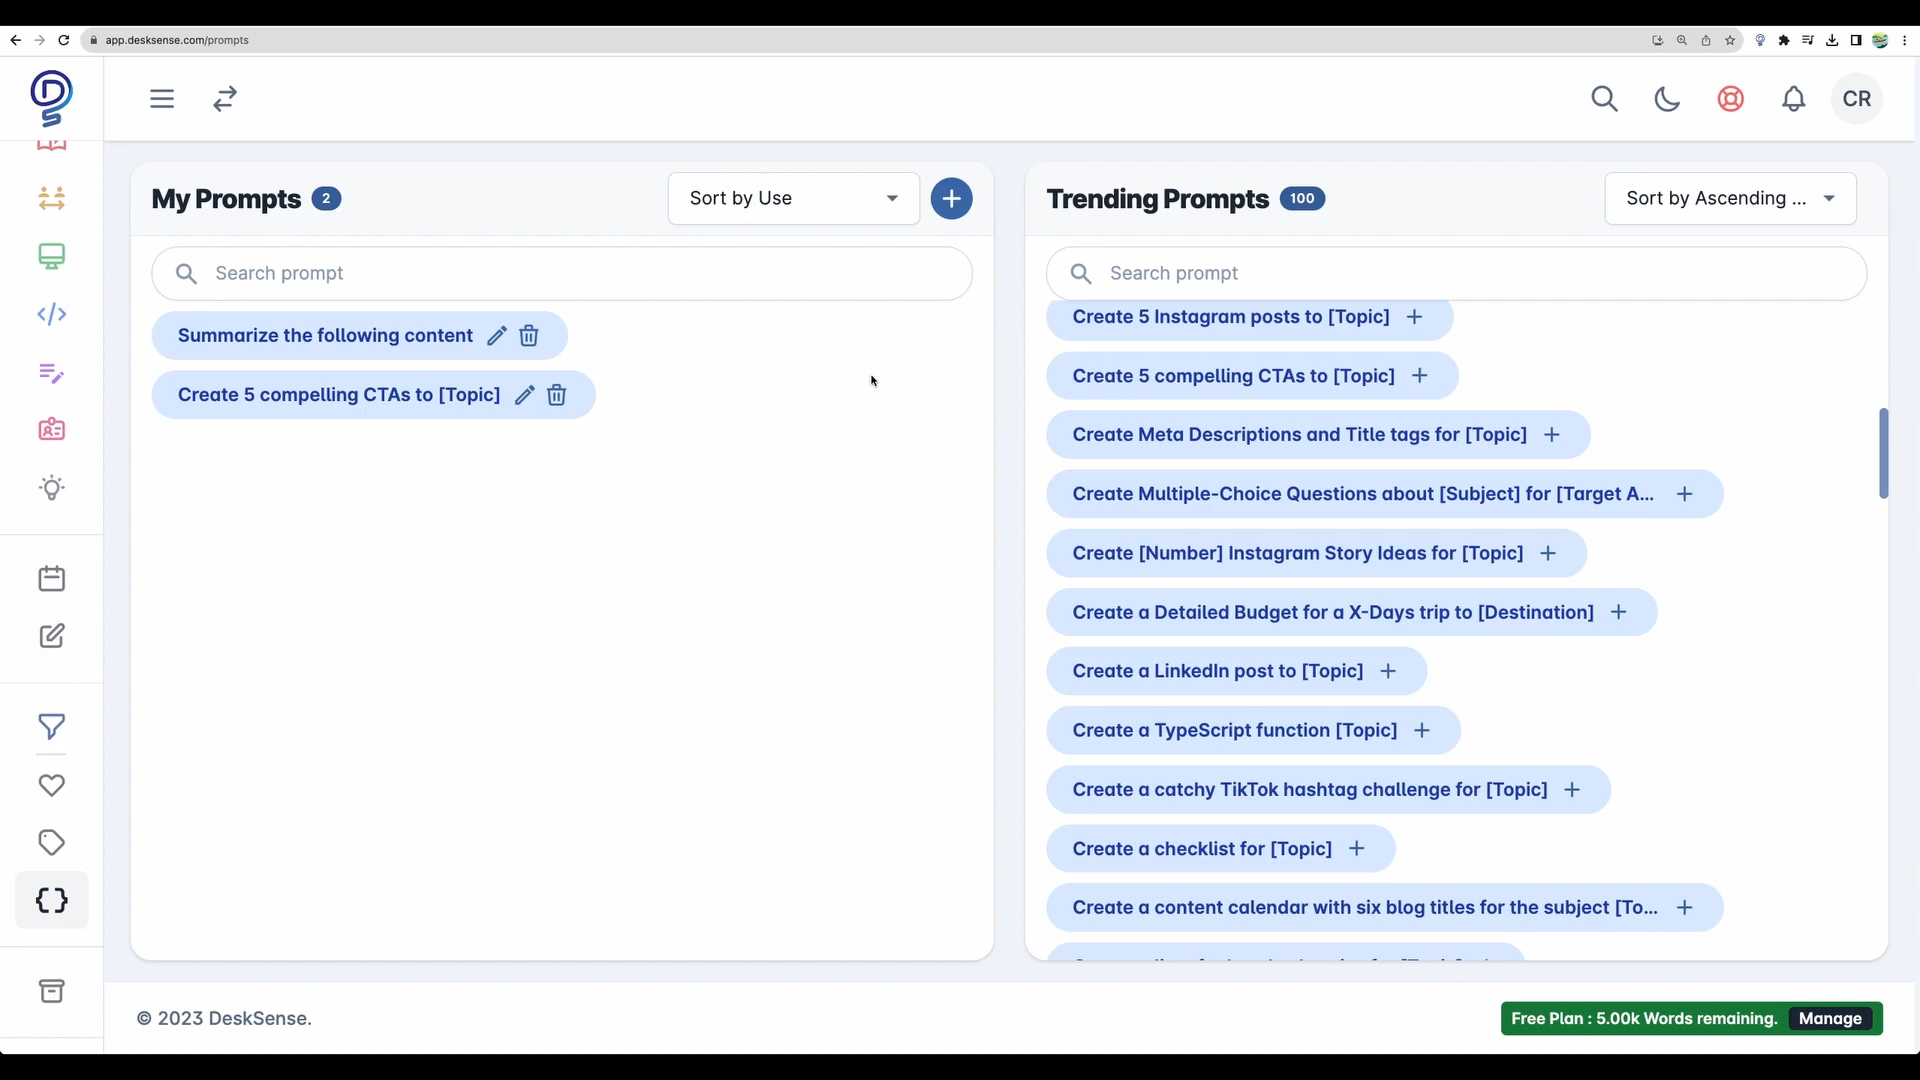 app.desksense.com/prompts
CR
My Prompts 2
Sort by Use
Search prompt
Summarize the following content
Create 5 compelling CTAs to [Topic]
Trending Prompts 100
Sort by Ascending ...
Search prompt
Create 5 Instagram posts to [Topic]
Create 5 compelling CTAs to [Topic]
Create Meta Descriptions and Title tags for [Topic]
Create Multiple-Choice Questions about [Subject] for [Target A...
Create [Number] Instagram Story Ideas for [Topic]
Create a Detailed Budget for a X-Days trip to [Destination]
Create a LinkedIn post to [Topic]
Create a TypeScript function [Topic]
Create a catchy TikTok hashtag challenge for [Topic]
Create a checklist for [Topic]
Create a content calendar with six blog titles for the subject [To...
© 2023 DeskSense.
Free Plan : 5.00k Words remaining. Manage